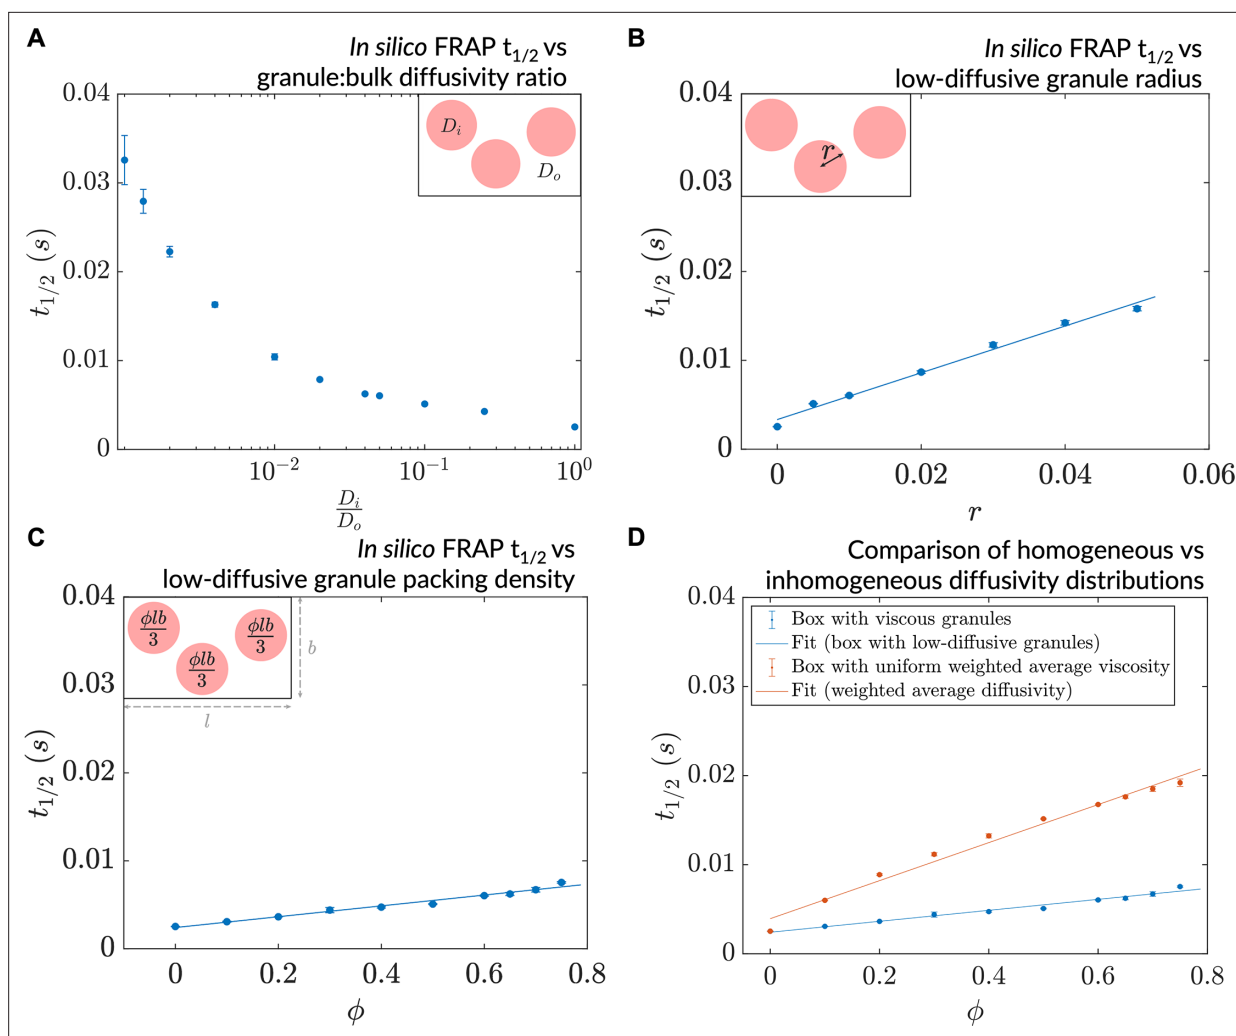 A
In silico FRAP t1/2 vs
granule:bulk diffusivity ratio
0.04
0.03
0.02
0.01
0
t1/2 (s)
Di
Do
10−2
10−1
100
Di
Do
B
In silico FRAP t1/2 vs
low-diffusive granule radius
0.04
0.03
0.02
0.01
0
t1/2 (s)
r
0
0.02
0.04
0.06
r
C
In silico FRAP t1/2 vs
low-diffusive granule packing density
0.04
0.03
0.02
0.01
0
t1/2 (s)
ϕlb
3
ϕlb
3
ϕlb
3
b
l
0
0.2
0.4
0.6
0.8
ϕ
D
Comparison of homogeneous vs
inhomogeneous diffusivity distributions
0.04
0.03
0.02
0.01
0
t1/2 (s)
Box with viscous granules
Fit (box with low-diffusive granules)
Box with uniform weighted average viscosity
Fit (weighted average diffusivity)
0
0.2
0.4
0.6
0.8
ϕ